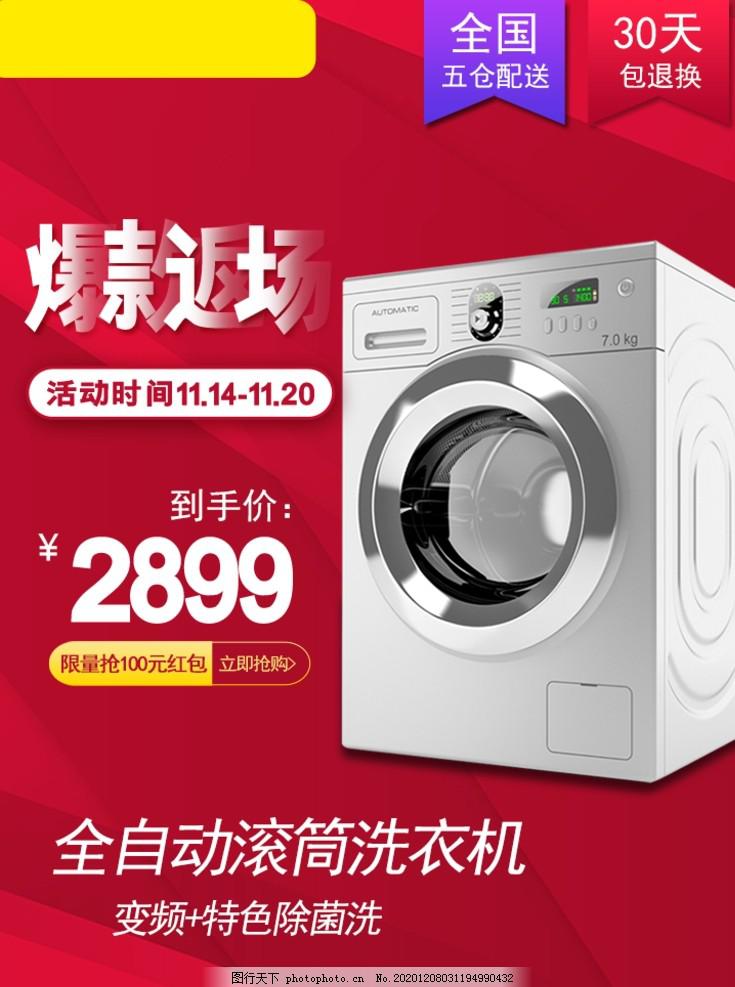 全国
五仓配送
30天
包退换
爆款返场
活动时间11.14-11.20
到手价:
¥2899
限量抢100元红包 立即抢购>
AUTOMATIC
7.0 kg
全自动滚筒洗衣机
变频+特色除菌洗
图行天下 photophoto.cn No.20201208031194990432